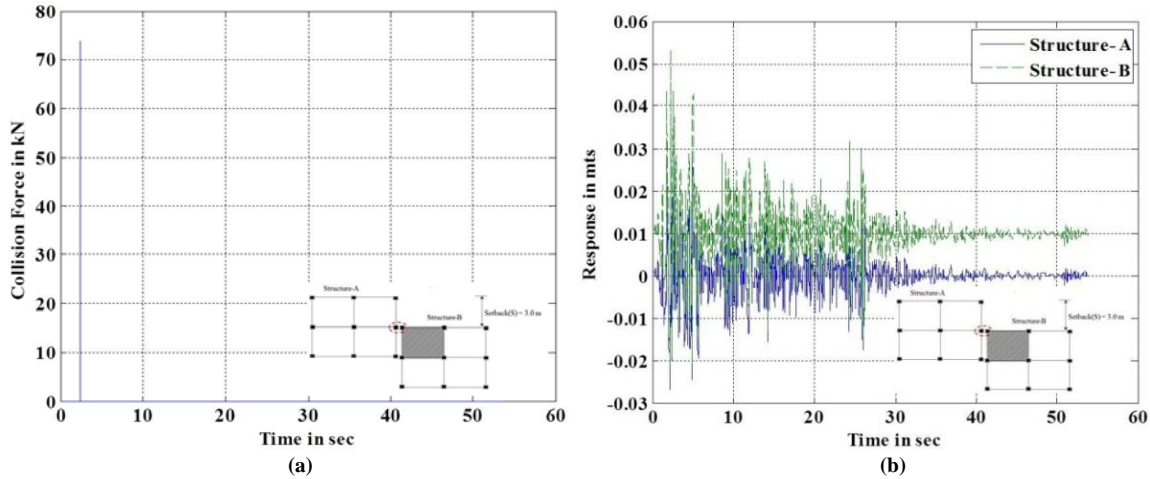 80
70
60
50
40
30
20
10
0
Collision Force in kN
0 10 20 30 40 50 60
Time in sec
Structure-A
Structure-B
Setback(S) = 3.0 m
(a)
0.06
0.05
0.04
0.03
0.02
0.01
0
-0.01
-0.02
-0.03
Response in mts
0 10 20 30 40 50 60
Time in sec
Structure- A
Structure- B
Structure-A
Structure-B
Setback(S) = 3.0 m
(b)